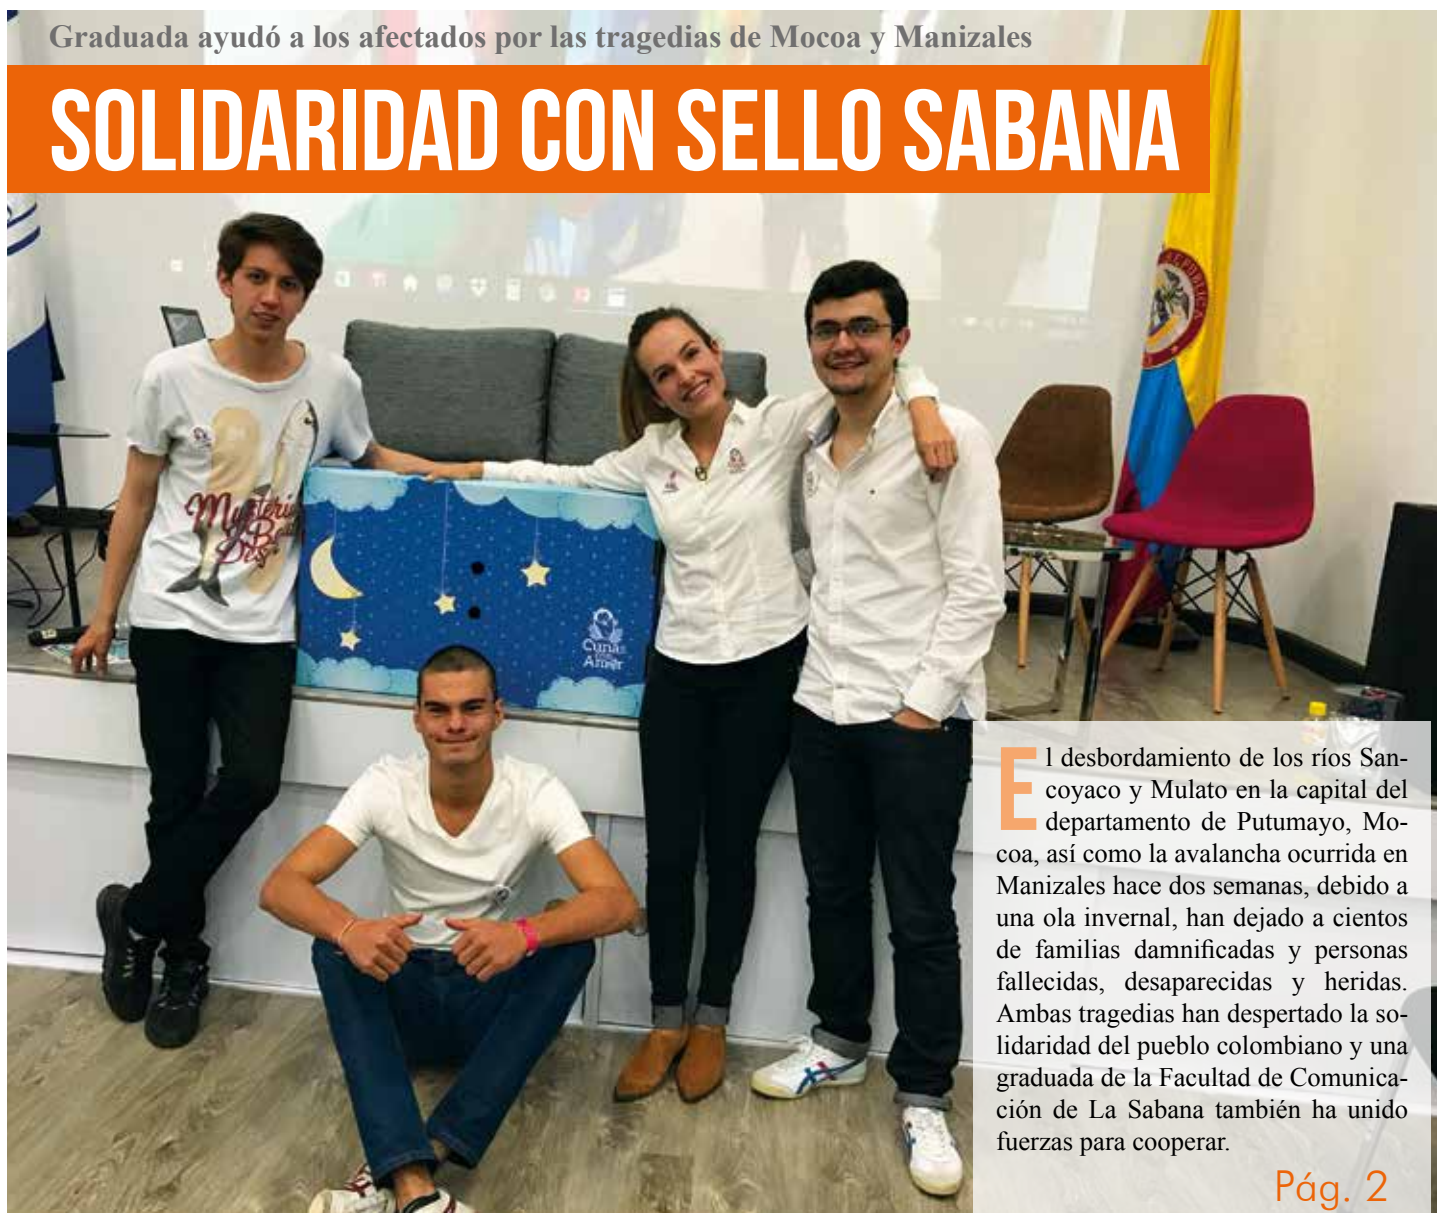 Graduada ayudó a los afectados por las tragedias de Mocoa y Manizales
SOLIDARIDAD CON SELLO SABANA
Cunas
con
Amor
El desbordamiento de los ríos San-
coyaco y Mulato en la capital del
departamento de Putumayo, Mo-
coa, así como la avalancha ocurrida en
Manizales hace dos semanas, debido a
una ola invernal, han dejado a cientos
de familias damnificadas y personas
fallecidas, desaparecidas y heridas.
Ambas tragedias han despertado la so-
lidaridad del pueblo colombiano y una
graduada de la Facultad de Comunica-
ción de La Sabana también ha unido
fuerzas para cooperar.
Pág. 2